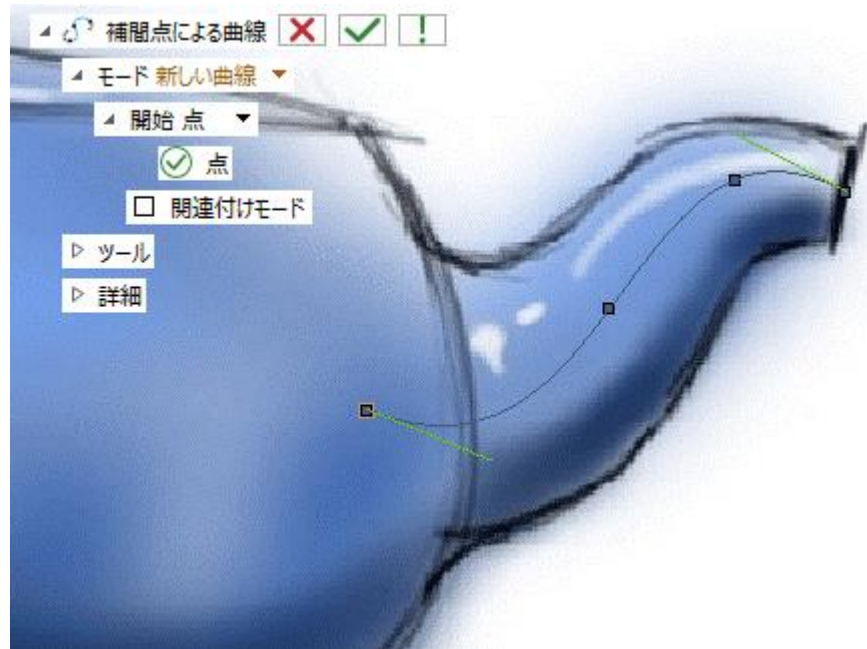 補間点による曲線
モード 新しい曲線
開始 点
点
関連付けモード
ツール
詳細